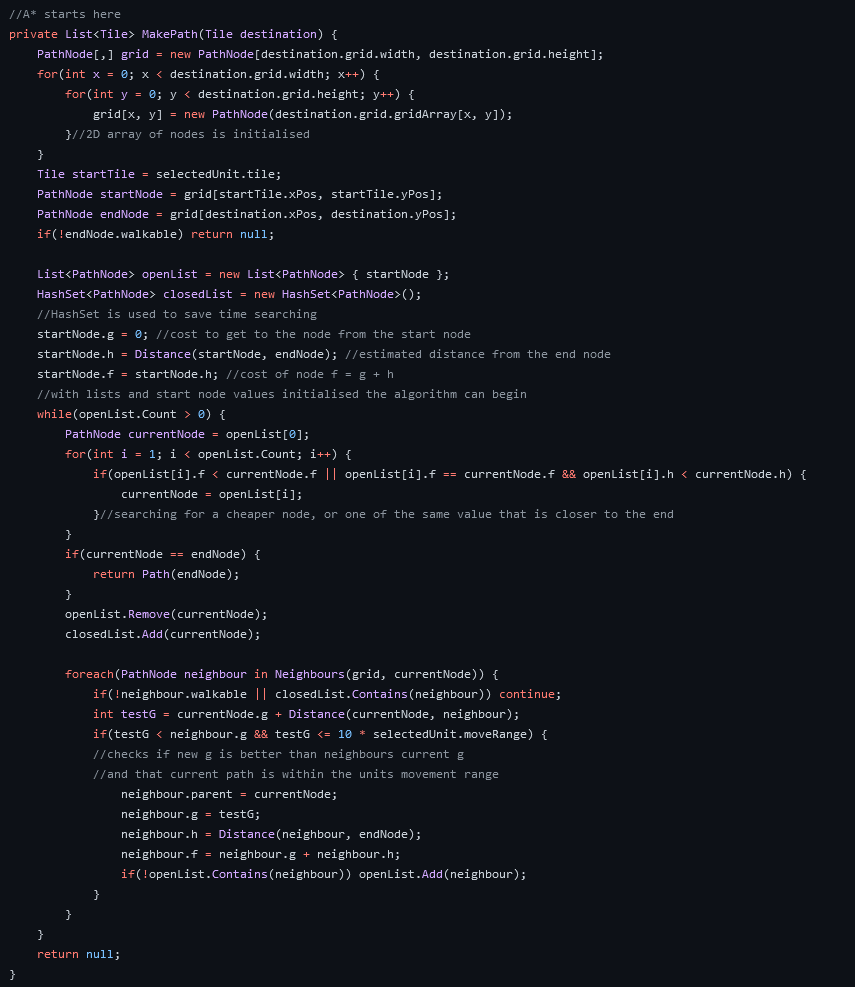 //A* starts here
private List<Tile> MakePath(Tile destination) {
    PathNode[,] grid = new PathNode[destination.grid.width, destination.grid.height];
    for(int x = 0; x < destination.grid.width; x++) {
        for(int y = 0; y < destination.grid.height; y++) {
            grid[x, y] = new PathNode(destination.grid.gridArray[x, y]);
        }//2D array of nodes is initialised
    }
    Tile startTile = selectedUnit.tile;
    PathNode startNode = grid[startTile.xPos, startTile.yPos];
    PathNode endNode = grid[destination.xPos, destination.yPos];
    if(!endNode.walkable) return null;

    List<PathNode> openList = new List<PathNode> { startNode };
    HashSet<PathNode> closedList = new HashSet<PathNode>();
    //HashSet is used to save time searching
    startNode.g = 0; //cost to get to the node from the start node
    startNode.h = Distance(startNode, endNode); //estimated distance from the end node
    startNode.f = startNode.h; //cost of node f = g + h
    //with lists and start node values initialised the algorithm can begin
    while(openList.Count > 0) {
        PathNode currentNode = openList[0];
        for(int i = 1; i < openList.Count; i++) {
            if(openList[i].f < currentNode.f || openList[i].f == currentNode.f && openList[i].h < currentNode.h) {
                currentNode = openList[i];
            }//searching for a cheaper node, or one of the same value that is closer to the end
        }
        if(currentNode == endNode) {
            return Path(endNode);
        }
        openList.Remove(currentNode);
        closedList.Add(currentNode);

        foreach(PathNode neighbour in Neighbours(grid, currentNode)) {
            if(!neighbour.walkable || closedList.Contains(neighbour)) continue;
            int testG = currentNode.g + Distance(currentNode, neighbour);
            if(testG < neighbour.g && testG <= 10 * selectedUnit.moveRange) {
            //checks if new g is better than neighbours current g
            //and that current path is within the units movement range
                neighbour.parent = currentNode;
                neighbour.g = testG;
                neighbour.h = Distance(neighbour, endNode);
                neighbour.f = neighbour.g + neighbour.h;
                if(!openList.Contains(neighbour)) openList.Add(neighbour);
            }
        }
    }
    return null;
}